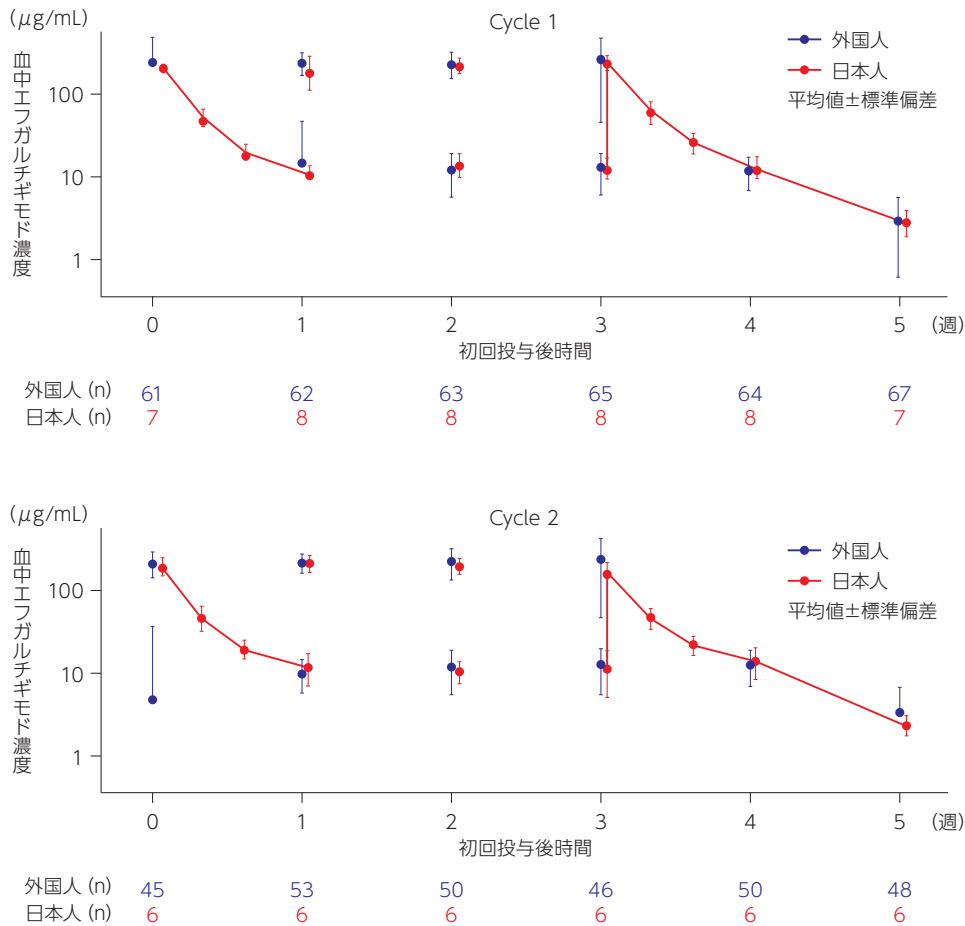 (μg/mL)
Cycle 1
血中エフガルチギモド濃度
外国人
日本人
平均値±標準偏差
100
10
1
0 1 2 3 4 5 (週)
初回投与後時間
外国人 (n) 61 62 63 65 64 67
日本人 (n) 7 8 8 8 8 7
(μg/mL)
Cycle 2
血中エフガルチギモド濃度
外国人
日本人
平均値±標準偏差
100
10
1
0 1 2 3 4 5 (週)
初回投与後時間
外国人 (n) 45 53 50 46 50 48
日本人 (n) 6 6 6 6 6 6